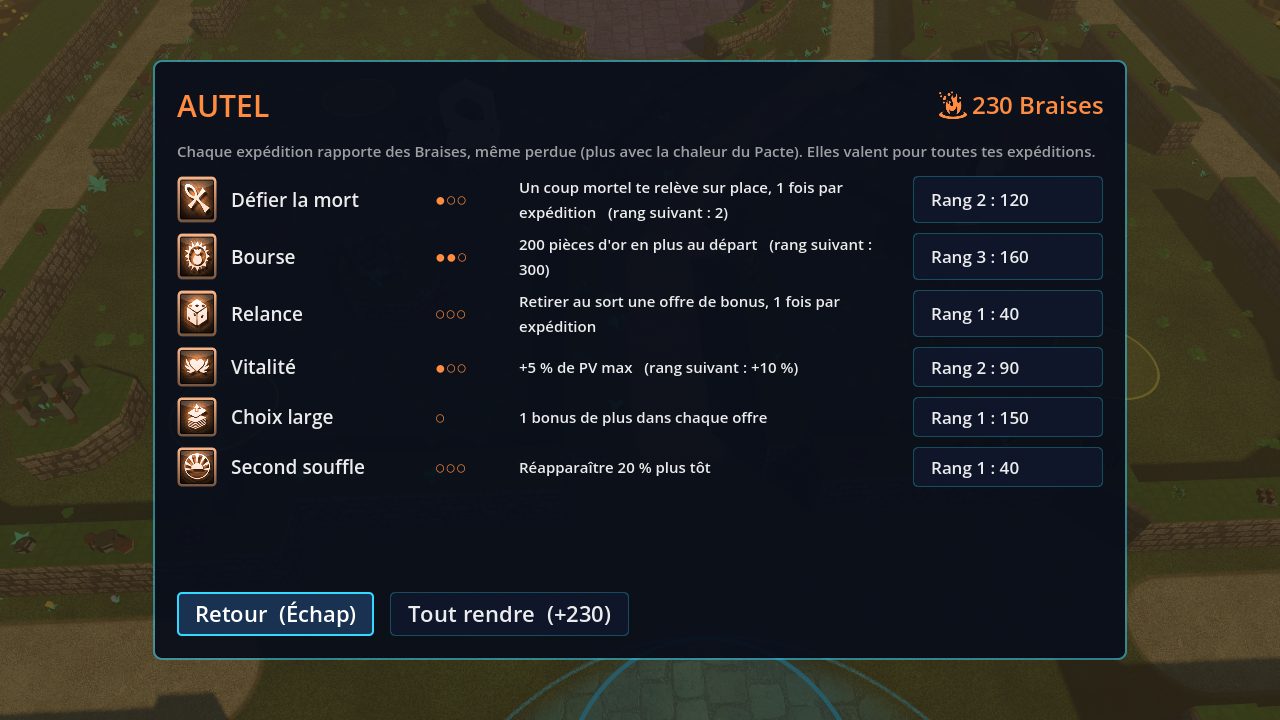 AUTEL
230 Braises
Chaque expédition rapporte des Braises, même perdue (plus avec la chaleur du Pacte). Elles valent pour toutes tes expéditions.
Défier la mort
Un coup mortel te relève sur place, 1 fois par
expédition (rang suivant : 2)
Rang 2 : 120
Bourse
200 pièces d'or en plus au départ (rang suivant :
300)
Rang 3 : 160
Relance
Retirer au sort une offre de bonus, 1 fois par
expédition
Rang 1 : 40
Vitalité
+5 % de PV max (rang suivant : +10 %)
Rang 2 : 90
Choix large
1 bonus de plus dans chaque offre
Rang 1 : 150
Second souffle
Réapparaître 20 % plus tôt
Rang 1 : 40
Retour (Échap)
Tout rendre (+230)